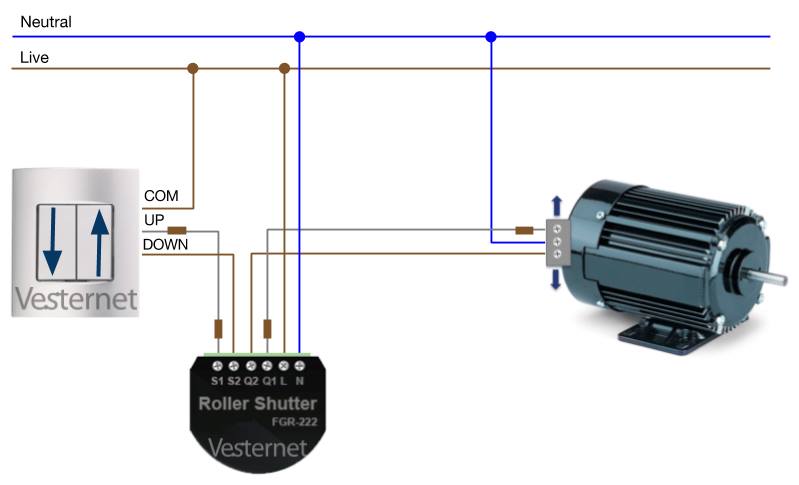 Neutral
Live
COM
UP
DOWN
Vesternet
S1 S2 Q2 Q1 L N
Roller Shutter
FGR-222
Vesternet